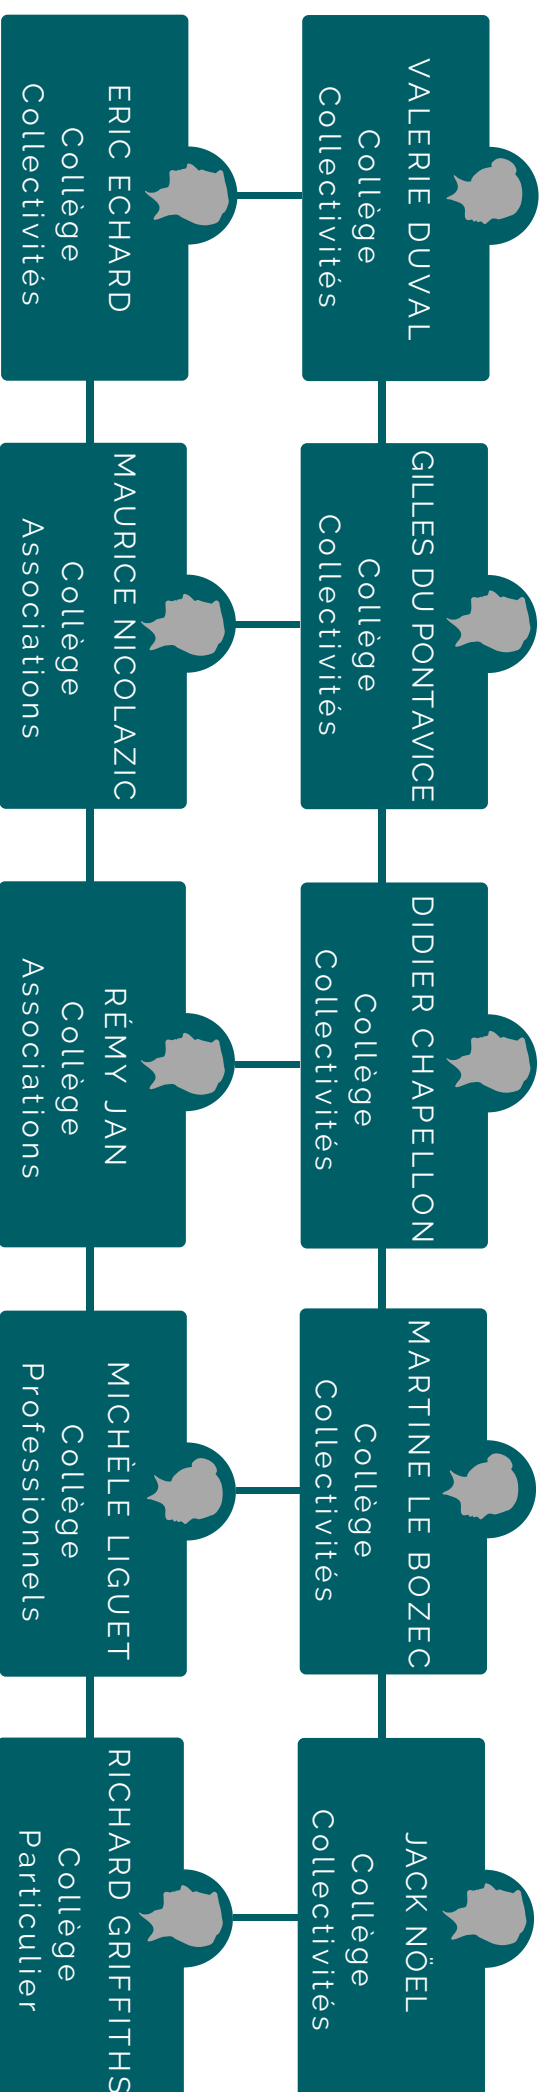 VALERIE DUVAL
Collège
Collectivités
GILLES DU PONTAVICE
Collège
Collectivités
DIDIER CHAPELLON
Collège
Collectivités
MARTINE LE BOZEC
Collège
Collectivités
JACK NÖEL
Collège
Collectivités
ERIC ECHARD
Collège
Collectivités
MAURICE NICOLAZIC
Collège
Associations
RÉMY JAN
Collège
Associations
MICHÈLE LIGUET
Collège
Professionnels
RICHARD GRIFFITHS
Collège
Particulier